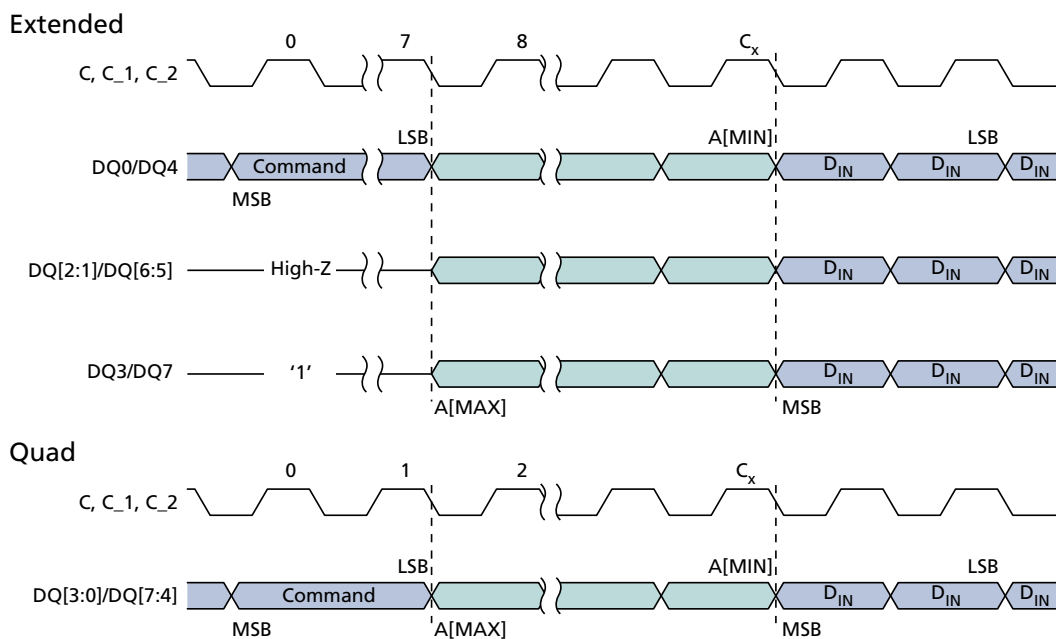 Extended
0 7 8 Cx
C, C_1, C_2
LSB A[MIN] LSB
DQ0/DQ4 Command DIN DIN DIN
MSB
DQ[2:1]/DQ[6:5] High-Z DIN DIN DIN
DQ3/DQ7 ‘1’ DIN DIN DIN
A[MAX] MSB
Quad
0 1 2 Cx
C, C_1, C_2
LSB A[MIN] LSB
DQ[3:0]/DQ[7:4] Command DIN DIN DIN
MSB A[MAX] MSB